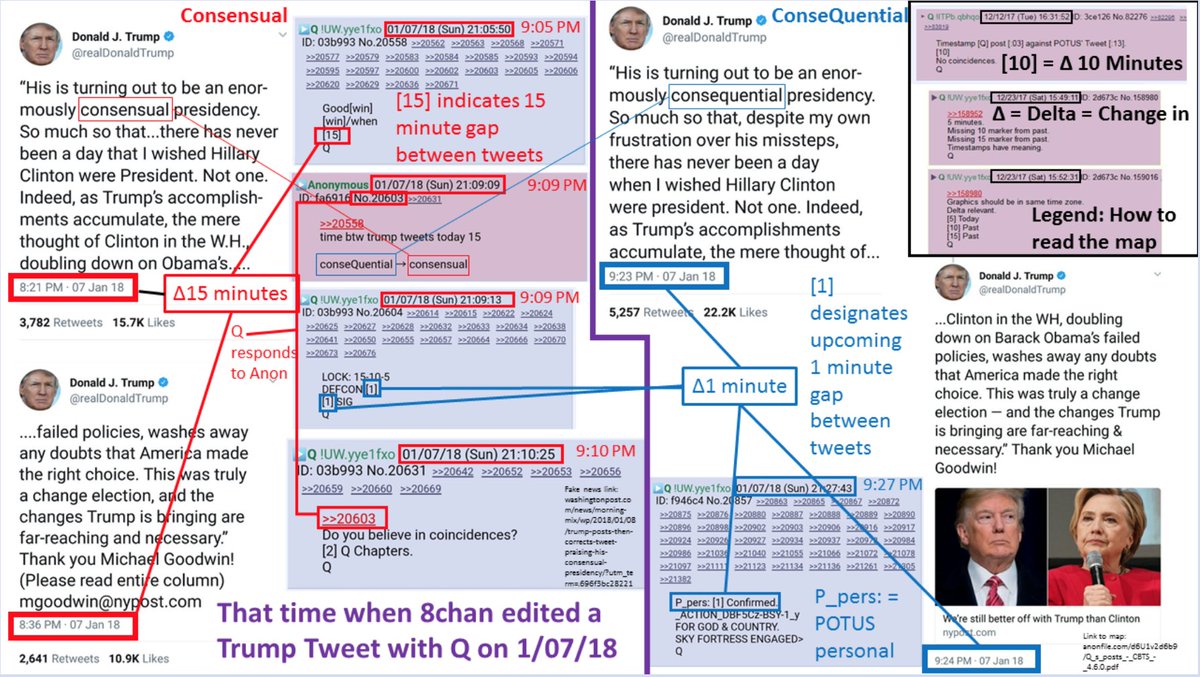 Consensual
Donald J. Trump
@realDonaldTrump
“His is turning out to be an enor-
mously consensual presidency.
So much so that...there has never
been a day that I wished Hillary
Clinton were President. Not one.
Indeed, as Trump’s accomplish-
ments accumulate, the mere
thought of Clinton in the W.H.,
doubling down on Obama’s.....
8:21 PM · 07 Jan 18
3,782 Retweets 15.7K Likes
Donald J. Trump
@realDonaldTrump
....failed policies, washes away
any doubts that America made
the right choice. This was truly
a change election, and the
changes Trump is bringing are
far-reaching and necessary.”
Thank you Michael Goodwin!
(Please read entire column)
mgoodwin@nypost.com
8:36 PM · 07 Jan 18
2,641 Retweets 10.9K Likes
Δ15 minutes
Q
responds
to Anon
Q !UW.yye1fxo 01/07/18 (Sun) 21:05:50 9:05 PM
ID: 03b993 No.20558 >>20562 >>20563 >>20568 >>20571
>>20577 >>20579 >>20583 >>20584 >>20585 >>20593 >>20594
>>20595 >>20597 >>20600 >>20602 >>20603 >>20605 >>20606
>>20620 >>20629 >>20636 >>20671
Good[win]
[win]/when
[15]
Q
[15] indicates 15
minute gap
between tweets
Anonymous 01/07/18 (Sun) 21:09:09 9:09 PM
ID: fa6916 No.20603 >>20631
>>20558
time btw trump tweets today 15
conseQuential → consensual
Q !UW.yye1fxo 01/07/18 (Sun) 21:09:13 9:09 PM
ID: 03b993 No.20604 >>20614 >>20615 >>20622 >>20624
>>20625 >>20627 >>20628 >>20632 >>20633 >>20634 >>20638
>>20641 >>20650 >>20655 >>20657 >>20664 >>20666 >>20670
>>20673 >>20676
LOCK: 15-10-5
DEFCON [1]
[1] SIG
Q
Q !UW.yye1fxo 01/07/18 (Sun) 21:10:25 9:10 PM
ID: 03b993 No.20631 >>20642 >>20652 >>20653 >>20656
>>20659 >>20660 >>20669
>>20603
Do you believe in coincidences?
[2] Q Chapters.
Q
Fake news link:
washingtonpost.co
m/news/morning-
mix/wp/2018/01/08
/trump-posts-then-
corrects-tweet-
praising-his-
consensual-
presidency/?utm_te
rm=.696f5bc28221
That time when 8chan edited a
Trump Tweet with Q on 1/07/18
ConseQuential
Donald J. Trump
@realDonaldTrump
“His is turning out to be an enor-
mously consequential presidency.
So much so that, despite my own
frustration over his missteps,
there has never been a day
when I wished Hillary Clinton
were president. Not one. Indeed,
as Trump’s accomplishments
accumulate, the mere thought of...
9:23 PM · 07 Jan 18
5,257 Retweets 22.2K Likes
[1]
designates
upcoming
1 minute
gap
between
tweets
Δ1 minute
Q !UW.yye1fxo 01/07/18 (Sun) 21:27:43 9:27 PM
ID: f946c4 No.20857 >>20863 >>20865 >>20867 >>20872
>>20875 >>20876 >>20880 >>20887 >>20888 >>20889 >>20890
>>20896 >>20898 >>20902 >>20903 >>20906 >>20916 >>20917
>>20924 >>20926 >>20927 >>20934 >>20952 >>20964 >>20984
>>20986 >>21036 >>21040 >>21055 >>21066 >>21072 >>21078
>>21097 >>21111 >>21123 >>21134 >>21136 >>21261 >>21305
>>21382
P_pers: [1] Confirmed.
_ACTION_DBF5Cz-BSY-1_y
FOR GOD & COUNTRY.
SKY FORTRESS ENGAGED>
Q
P_pers: =
POTUS
personal
Q !ITPb.qbhqo 12/12/17 (Tue) 16:31:52 ID: 3ce126 No.82276 >>82286
>>83019
Timestamp [Q] post [:03] against POTUS' Tweet [:13].
[10]
No coincidences.
Q
[10] = Δ 10 Minutes
Q !UW.yye1fxo 12/23/17 (Sat) 15:49:11 ID: 2d673c No.158980
>>158952
5 minutes.
Missing 10 marker from past.
Missing 15 marker from past.
Timestamps have meaning.
Q
Δ = Delta = Change in
Q !UW.yye1fxo 12/23/17 (Sat) 15:52:31 ID: 2d673c No.159016
>>158980
Graphics should be in same time zone.
Delta relevant.
[5] Today
[10] Past
[15] Past
Q
Legend: How to
read the map
Donald J. Trump
@realDonaldTrump
...Clinton in the WH, doubling
down on Barack Obama’s failed
policies, washes away any doubts
that America made the right
choice. This was truly a change
election — and the changes Trump
is bringing are far-reaching &
necessary.” Thank you Michael
Goodwin!
We’re still better off with Trump than Clinton
nypost.com
9:24 PM · 07 Jan 18
Link to map:
anonfile.com/d6U1v2d6b9
/Q_s_posts_-_CBTS_-
_4.6.0.pdf